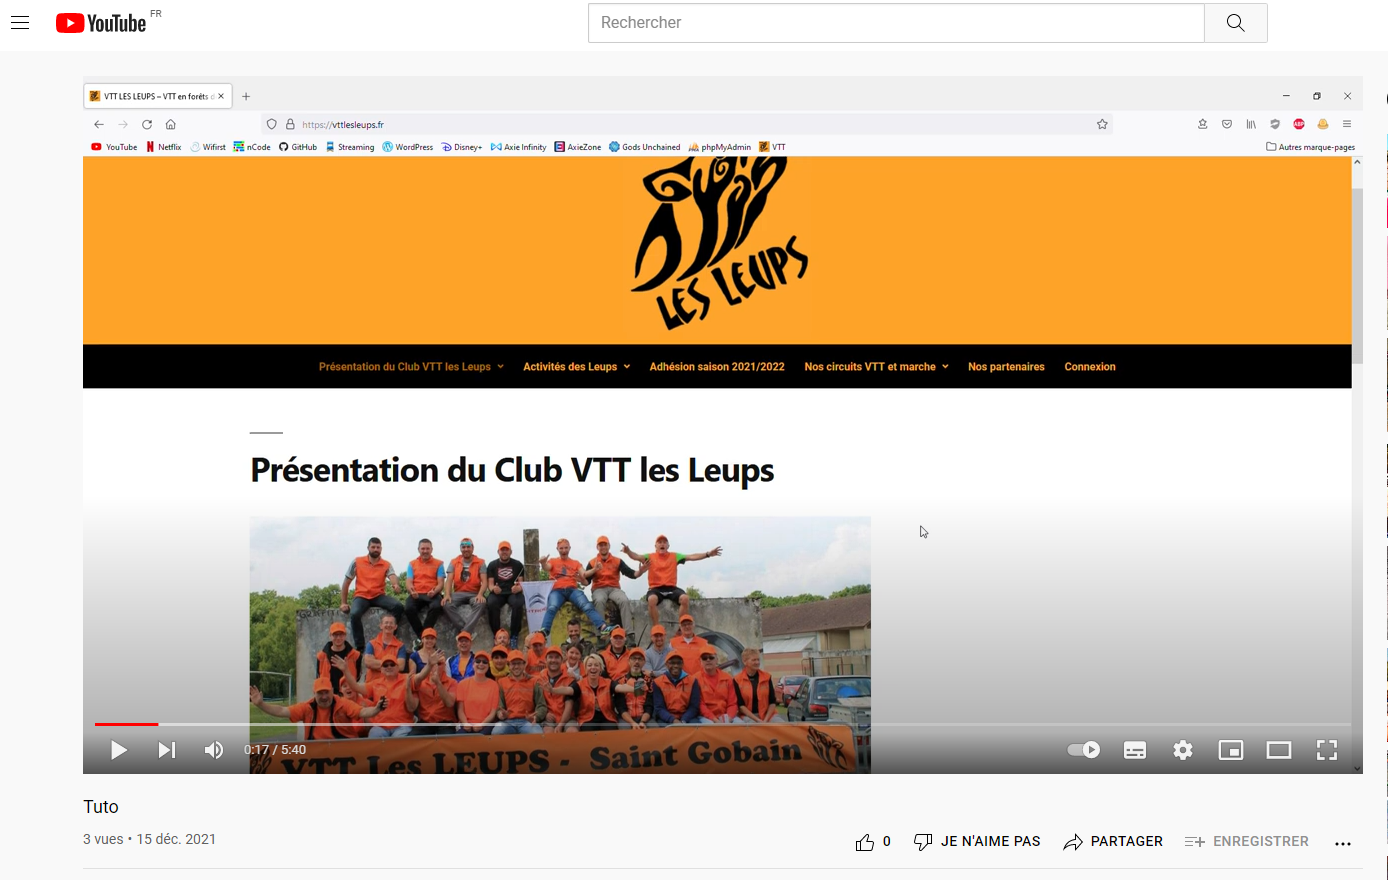 YouTube FR
Rechercher
VTT LES LEUPS – VTT en forêts d
https://vttlesleups.fr
YouTube Netflix Wifirst nCode GitHub Streaming WordPress Disney+ Axie Infinity AxieZone Gods Unchained phpMyAdmin VTT Autres marque-pages
LES LEUPS
Présentation du Club VTT les Leups Activités des Leups Adhésion saison 2021/2022 Nos circuits VTT et marche Nos partenaires Connexion
Présentation du Club VTT les Leups
VTT Les LEUPS - Saint Gobain
0:17 / 5:40
Tuto
3 vues • 15 déc. 2021
0 JE N'AIME PAS PARTAGER ENREGISTRER